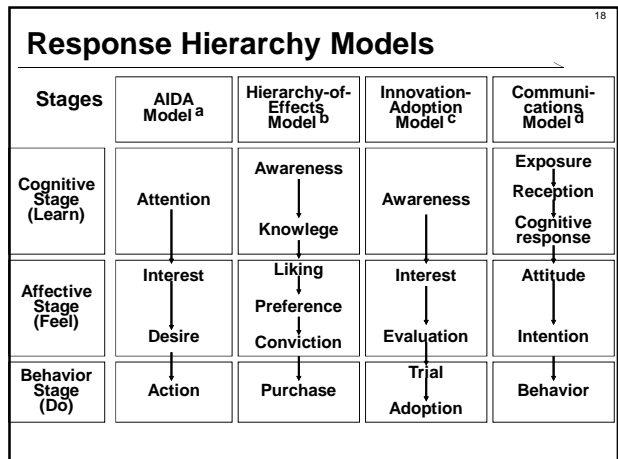 18
Response Hierarchy Models
Stages
AIDA
Model a
Hierarchy-of-
Effects
Model b
Innovation-
Adoption
Model c
Communi-
cations
Model d
Cognitive
Stage
(Learn)
Attention
Awareness
Knowlege
Awareness
Exposure
Reception
Cognitive
response
Affective
Stage
(Feel)
Interest
Desire
Liking
Preference
Conviction
Interest
Evaluation
Attitude
Intention
Behavior
Stage
(Do)
Action
Purchase
Trial
Adoption
Behavior